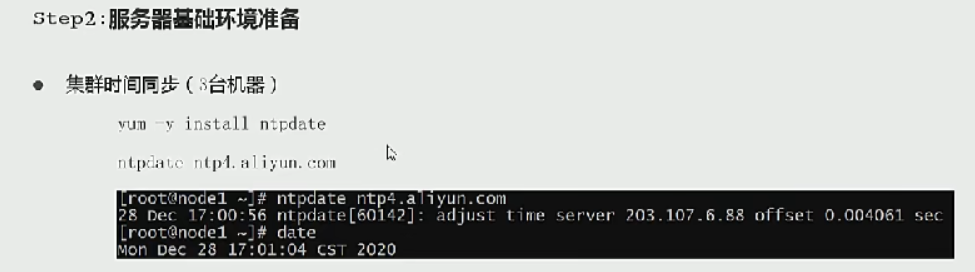 Step2:服务器基础环境准备
● 集群时间同步（3台机器）
yum -y install ntpdate
ntpdate ntp4.aliyun.com
[root@node1 ~]# ntpdate ntp4.aliyun.com
28 Dec 17:00:56 ntpdate[60142]: adjust time server 203.107.6.88 offset 0.004061 sec
[root@node1 ~]# date
Mon Dec 28 17:01:04 CST 2020